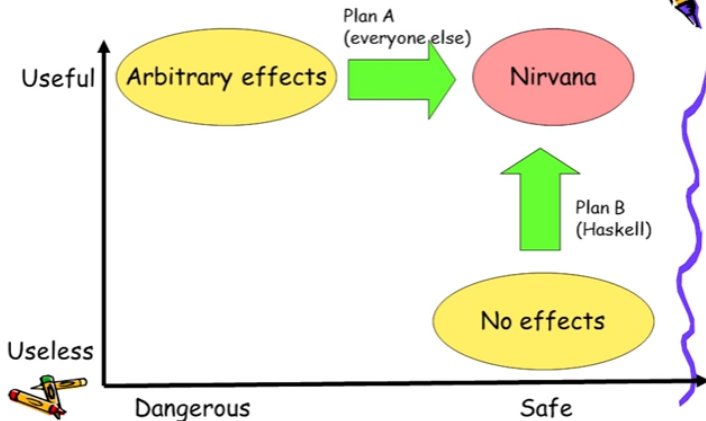 Plan A
(everyone else)
Useful
Arbitrary effects
Nirvana
Plan B
(Haskell)
No effects
Useless
Dangerous
Safe